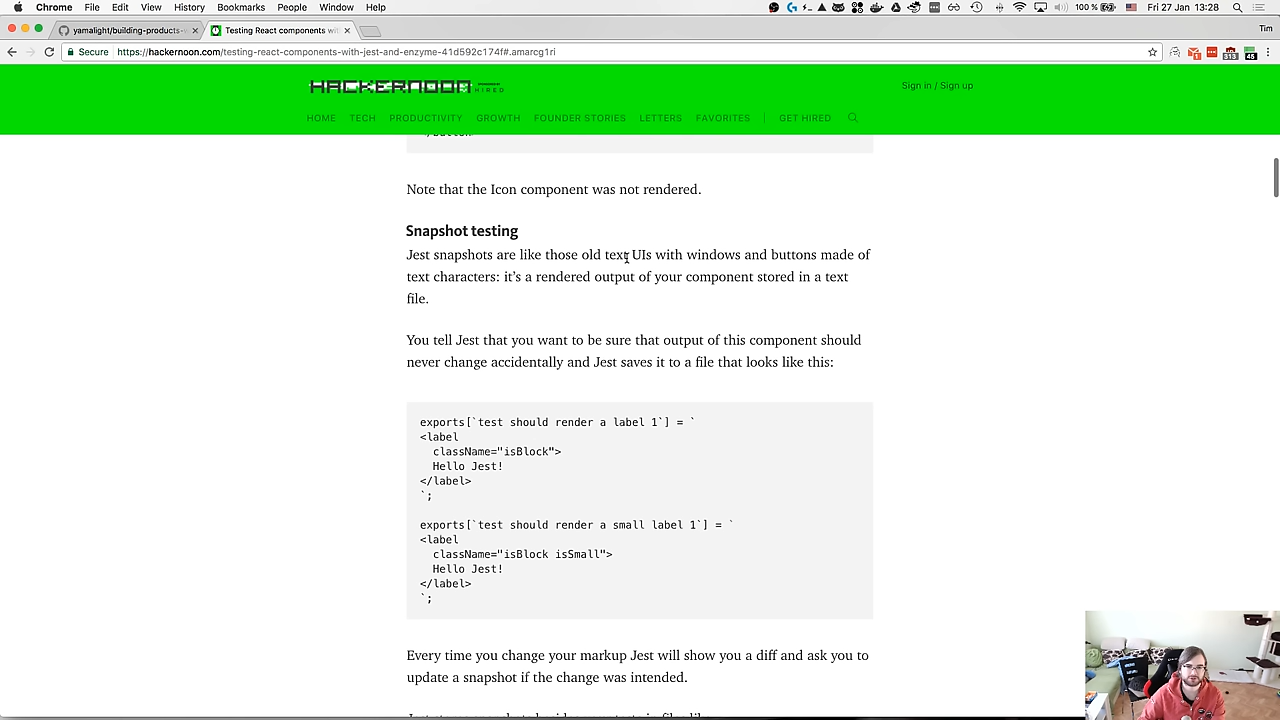 Chrome File Edit View History Bookmarks People Window Help 100 % Fri 27 Jan 13:28
yamalight/building-products- Testing React components wit Tim
Secure https://hackernoon.com/testing-react-components-with-jest-and-enzyme-41d592c174f#.amarcg1ri
HACKERNOON HIRED Sign in / Sign up
HOME TECH PRODUCTIVITY GROWTH FOUNDER STORIES LETTERS FAVORITES GET HIRED
Note that the Icon component was not rendered.
Snapshot testing
Jest snapshots are like those old text UIs with windows and buttons made of
text characters: it’s a rendered output of your component stored in a text
file.
You tell Jest that you want to be sure that output of this component should
never change accidentally and Jest saves it to a file that looks like this:
exports[`test should render a label 1`] = `
<label
className="isBlock">
Hello Jest!
</label>
`;
exports[`test should render a small label 1`] = `
<label
className="isBlock isSmall">
Hello Jest!
</label>
`;
Every time you change your markup Jest will show you a diff and ask you to
update a snapshot if the change was intended.